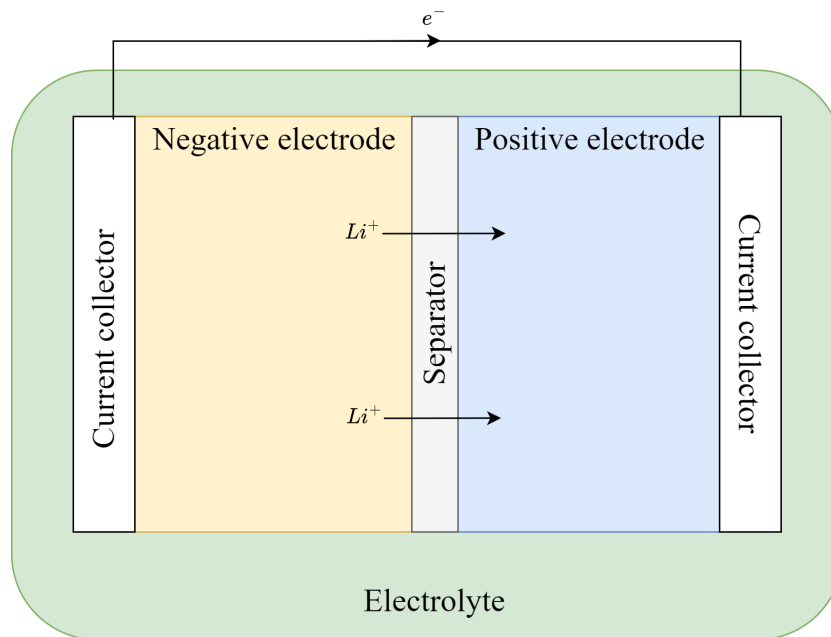 e⁻
Negative electrode
Positive electrode
Li⁺
Li⁺
Current collector
Separator
Current collector
Electrolyte